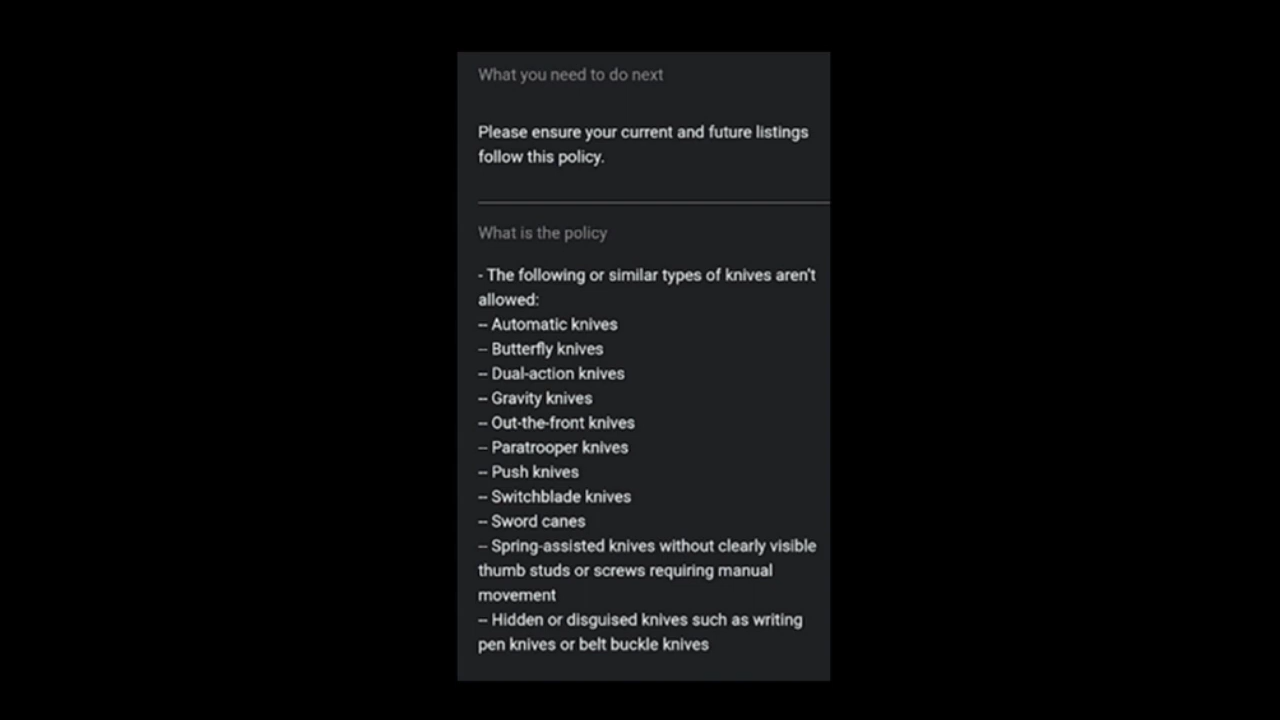 What you need to do next
Please ensure your current and future listings
follow this policy.
What is the policy
- The following or similar types of knives aren't
allowed:
-- Automatic knives
-- Butterfly knives
-- Dual-action knives
-- Gravity knives
-- Out-the-front knives
-- Paratrooper knives
-- Push knives
-- Switchblade knives
-- Sword canes
-- Spring-assisted knives without clearly visible
thumb studs or screws requiring manual
movement
-- Hidden or disguised knives such as writing
pen knives or belt buckle knives